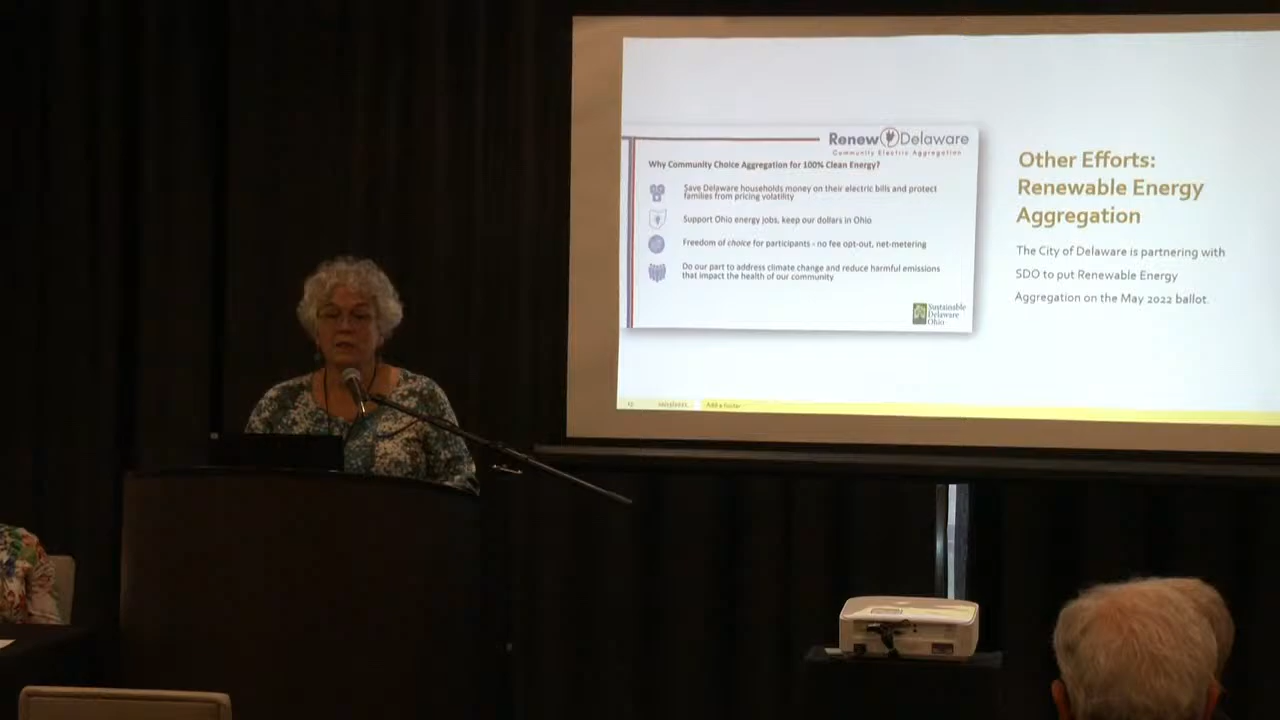 Renew Delaware
Community Electric Aggregation
Why Community Choice Aggregation for 100% Clean Energy?
Save Delaware households money on their electric bills and protect
families from pricing volatility
Support Ohio energy jobs, keep our dollars in Ohio
Freedom of choice for participants - no fee opt-out, net-metering
Do our part to address climate change and reduce harmful emissions
that impact the health of our community
Sustainable
Delaware
Ohio
Other Efforts:
Renewable Energy
Aggregation
The City of Delaware is partnering with
SDO to put Renewable Energy
Aggregation on the May 2022 ballot.
Add a footer